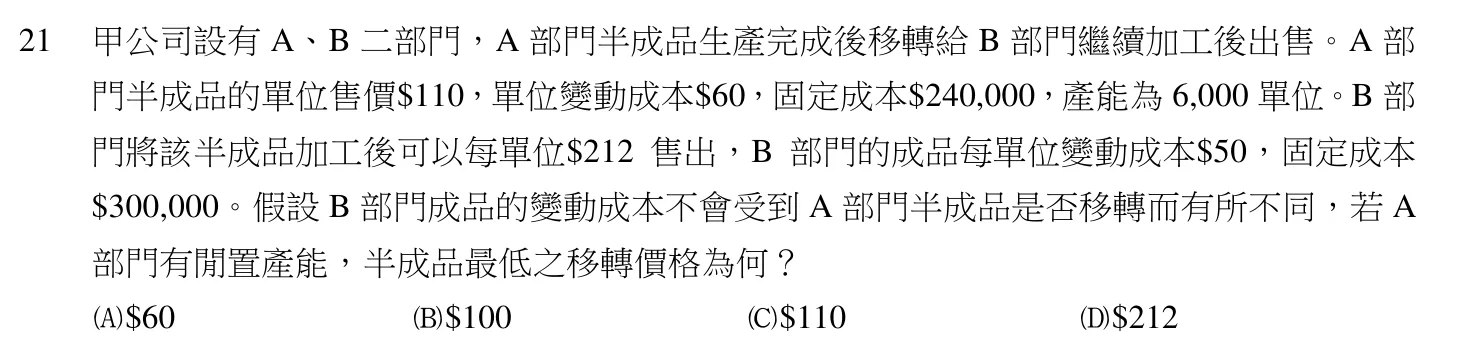 21 甲公司設有 A、B 二部門，A 部門半成品生產完成後移轉給 B 部門繼續加工後出售。A 部
門半成品的單位售價$110，單位變動成本$60，固定成本$240,000，產能為 6,000 單位。B 部
門將該半成品加工後可以每單位$212 售出，B 部門的成品每單位變動成本$50，固定成本
$300,000。假設 B 部門成品的變動成本不會受到 A 部門半成品是否移轉而有所不同，若 A
部門有閒置產能，半成品最低之移轉價格為何？
(A)$60 (B)$100 (C)$110 (D)$212